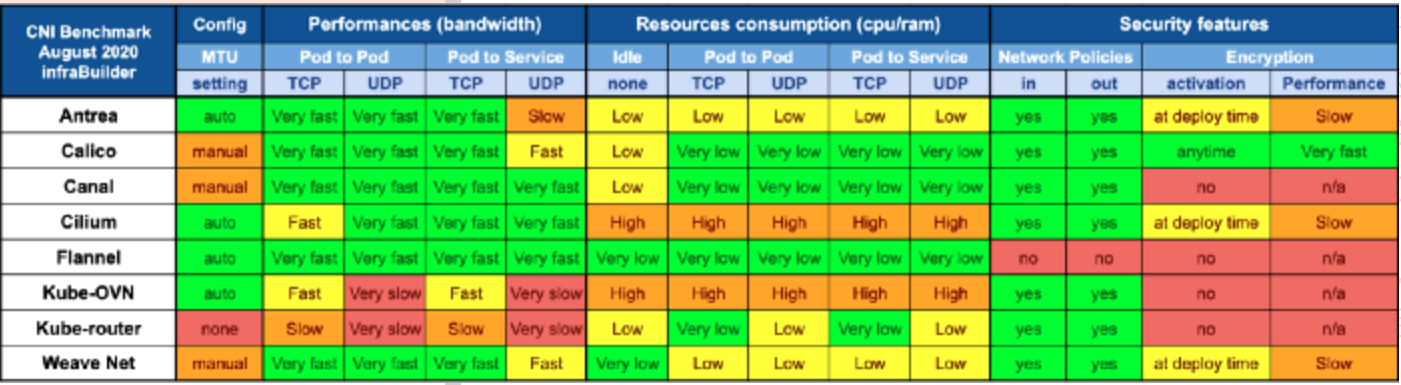 CNI Benchmark
August 2020
infraBuilder
Config Performances (bandwidth) Resources consumption (cpu/ram) Security features
MTU Pod to Pod Pod to Service Idle Pod to Pod Pod to Service Network Policies Encryption
setting TCP UDP TCP UDP none TCP UDP TCP UDP in out activation Performance
Antrea auto Very fast Very fast Very fast Slow Low Low Low Low Low yes yes at deploy time Slow
Calico manual Very fast Very fast Very fast Fast Low Very low Very low Very low Very low yes yes anytime Very fast
Canal manual Very fast Very fast Very fast Very fast Low Very low Very low Very low Very low yes yes no n/a
Cilium auto Fast Very fast Very fast Very fast High High High High High yes yes at deploy time Slow
Flannel auto Very fast Very fast Very fast Very fast Very low Very low Very low Very low Very low no no no n/a
Kube-OVN auto Fast Very slow Fast Very slow High High High High High yes yes no n/a
Kube-router none Slow Very slow Slow Very slow Low Very low Low Very low Low yes yes no n/a
Weave Net manual Very fast Very fast Very fast Fast Very low Low Low Low Low yes yes at deploy time Slow